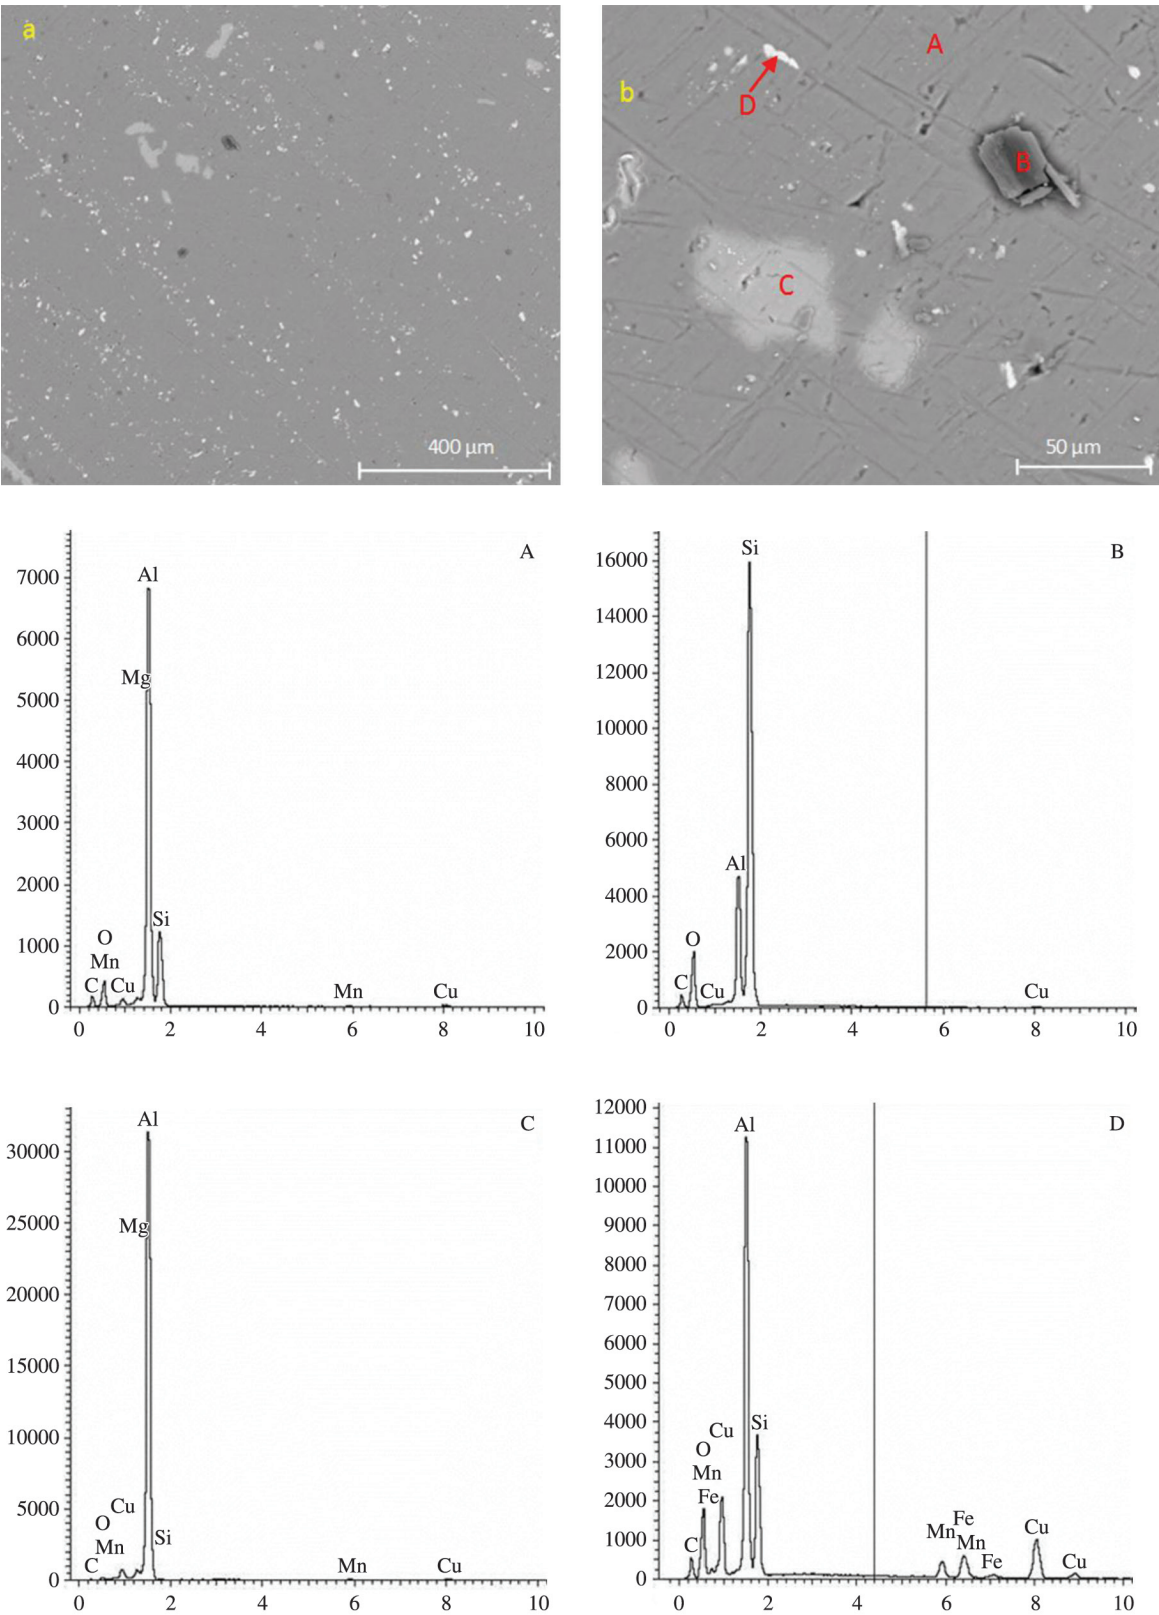 a
400 µm
A
D
b
B
C
50 µm
A
Al
7000
6000
Mg
5000
4000
3000
2000
Si
O
1000
Mn
C Cu
Mn Cu
0
0 2 4 6 8 10
B
Si
16000
14000
12000
10000
8000
6000
Al
4000
O
2000
C
Cu
Cu
0
0 2 4 6 8 10
C
Al
30000
25000
Mg
20000
15000
10000
5000
Cu
O
Mn
Si
C
Mn Cu
0
0 2 4 6 8 10
D
12000
Al
11000
10000
9000
8000
7000
6000
5000
4000
Cu
Si
O
3000
Mn
Fe
2000
Fe
Mn
Mn
Cu
1000
C
Fe
Cu
0
0 2 4 6 8 10